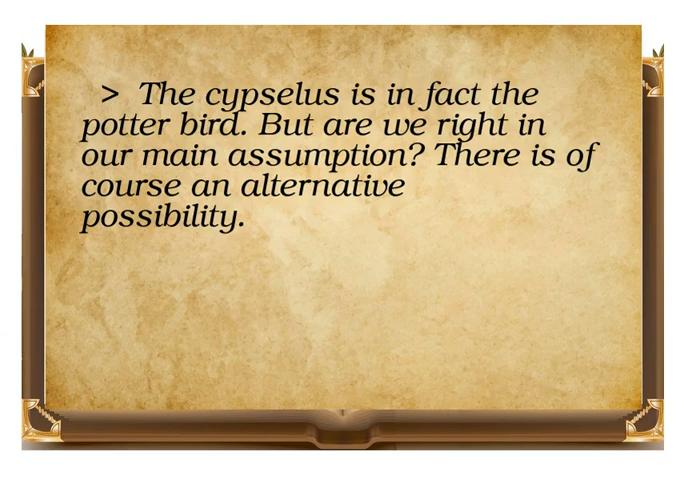 > The cypselus is in fact the
potter bird. But are we right in
our main assumption? There is of
course an alternative
possibility.